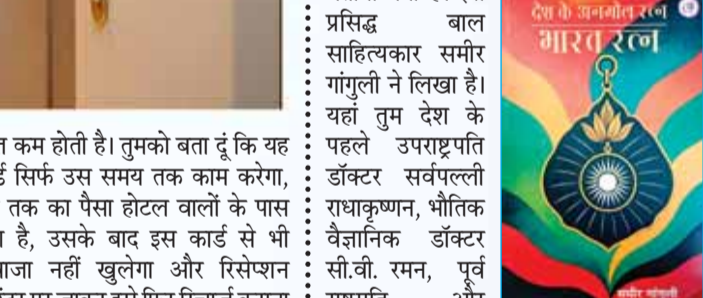 त कम होती है। तुमको बता दूं कि यह
सिर्फ उस समय तक काम करेगा,
तक का पैसा होटल वालों के पास
है, उसके बाद इस कार्ड से भी
नहीं खुलेगा और रिसेप्शन
प्रसिद्ध बाल
साहित्यकार समीर
गांगुली ने लिखा है।
यहां तुम देश के
पहले उपराष्ट्रपति
डॉक्टर सर्वपल्ली
राधाकृष्णन, भौतिक
वैज्ञानिक डॉक्टर
सी.वी. रमन, पूर्व
देश के अनमोल रत्न
भारत रत्न
समीर गांगुली